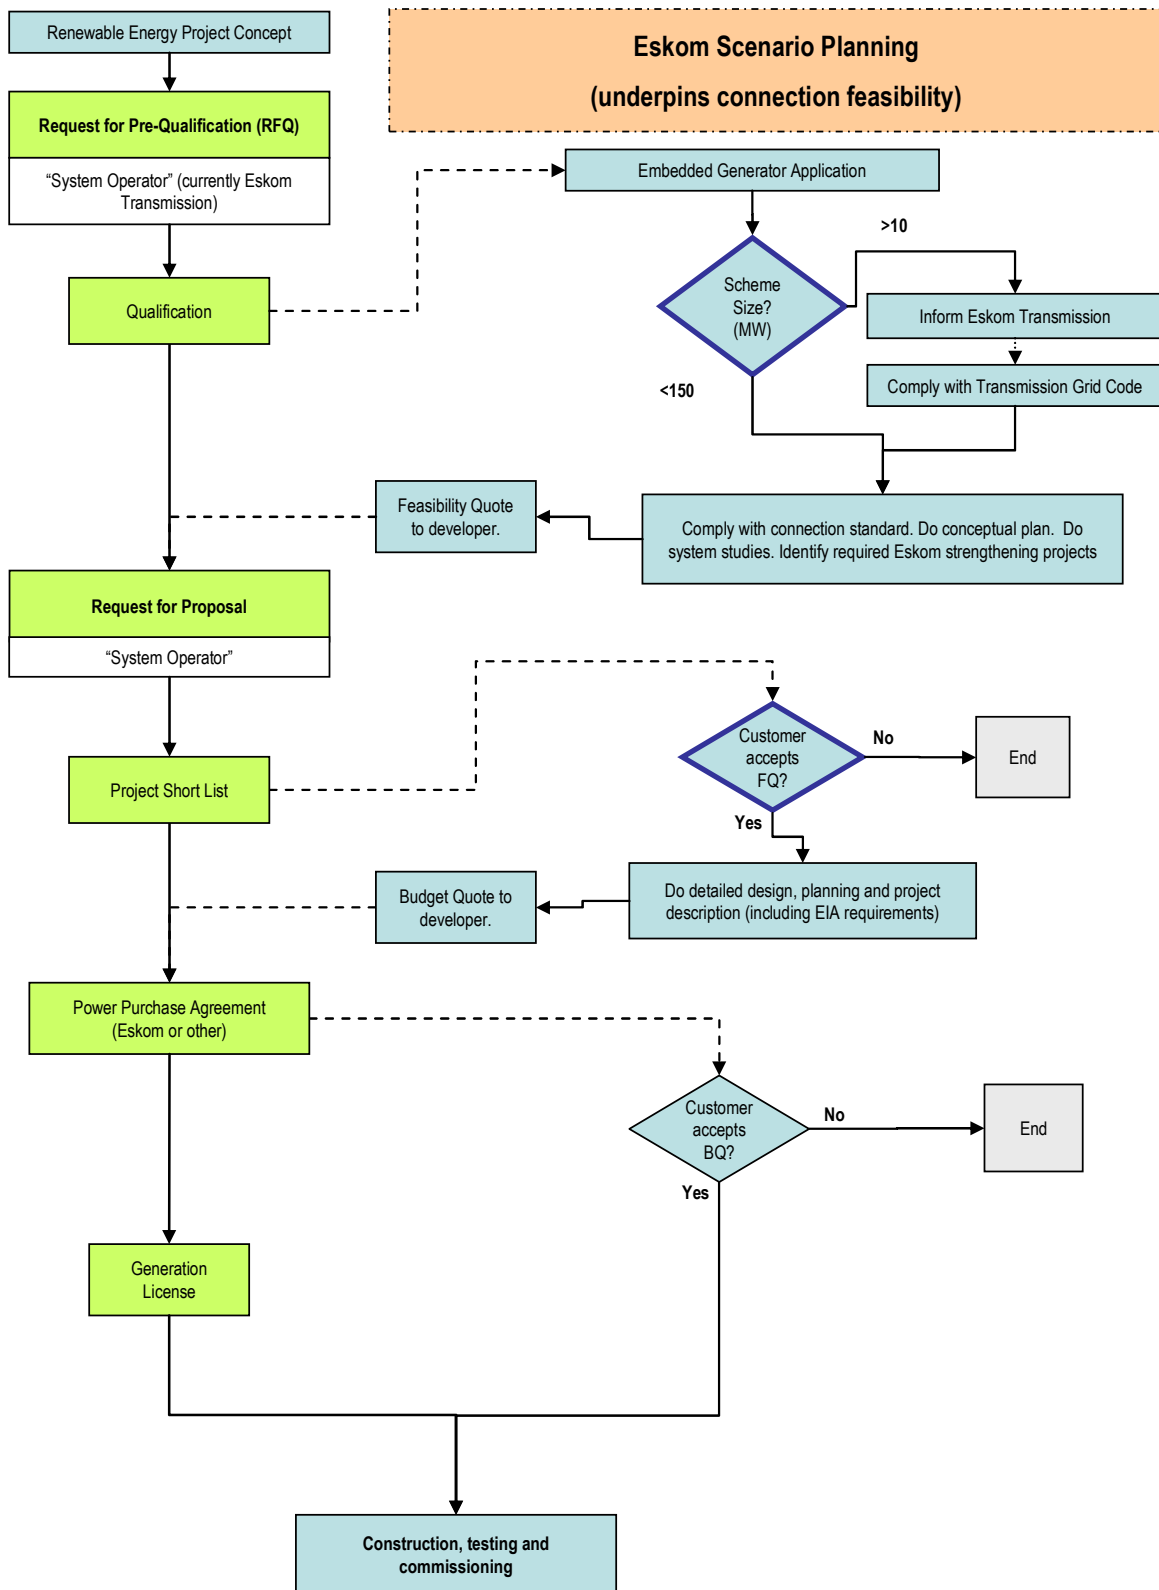 Renewable Energy Project Concept
Eskom Scenario Planning
(underpins connection feasibility)
Request for Pre-Qualification (RFQ)
“System Operator” (currently Eskom
Transmission)
Embedded Generator Application
>10
Scheme
Size?
(MW)
Qualification
Inform Eskom Transmission
Comply with Transmission Grid Code
<150
Feasibility Quote
to developer.
Comply with connection standard. Do conceptual plan. Do
system studies. Identify required Eskom strengthening projects
Request for Proposal
“System Operator”
Customer
accepts
FQ?
No
End
Yes
Project Short List
Budget Quote to
developer.
Do detailed design, planning and project
description (including EIA requirements)
Power Purchase Agreement
(Eskom or other)
Customer
accepts
BQ?
No
End
Yes
Generation
License
Construction, testing and
commissioning